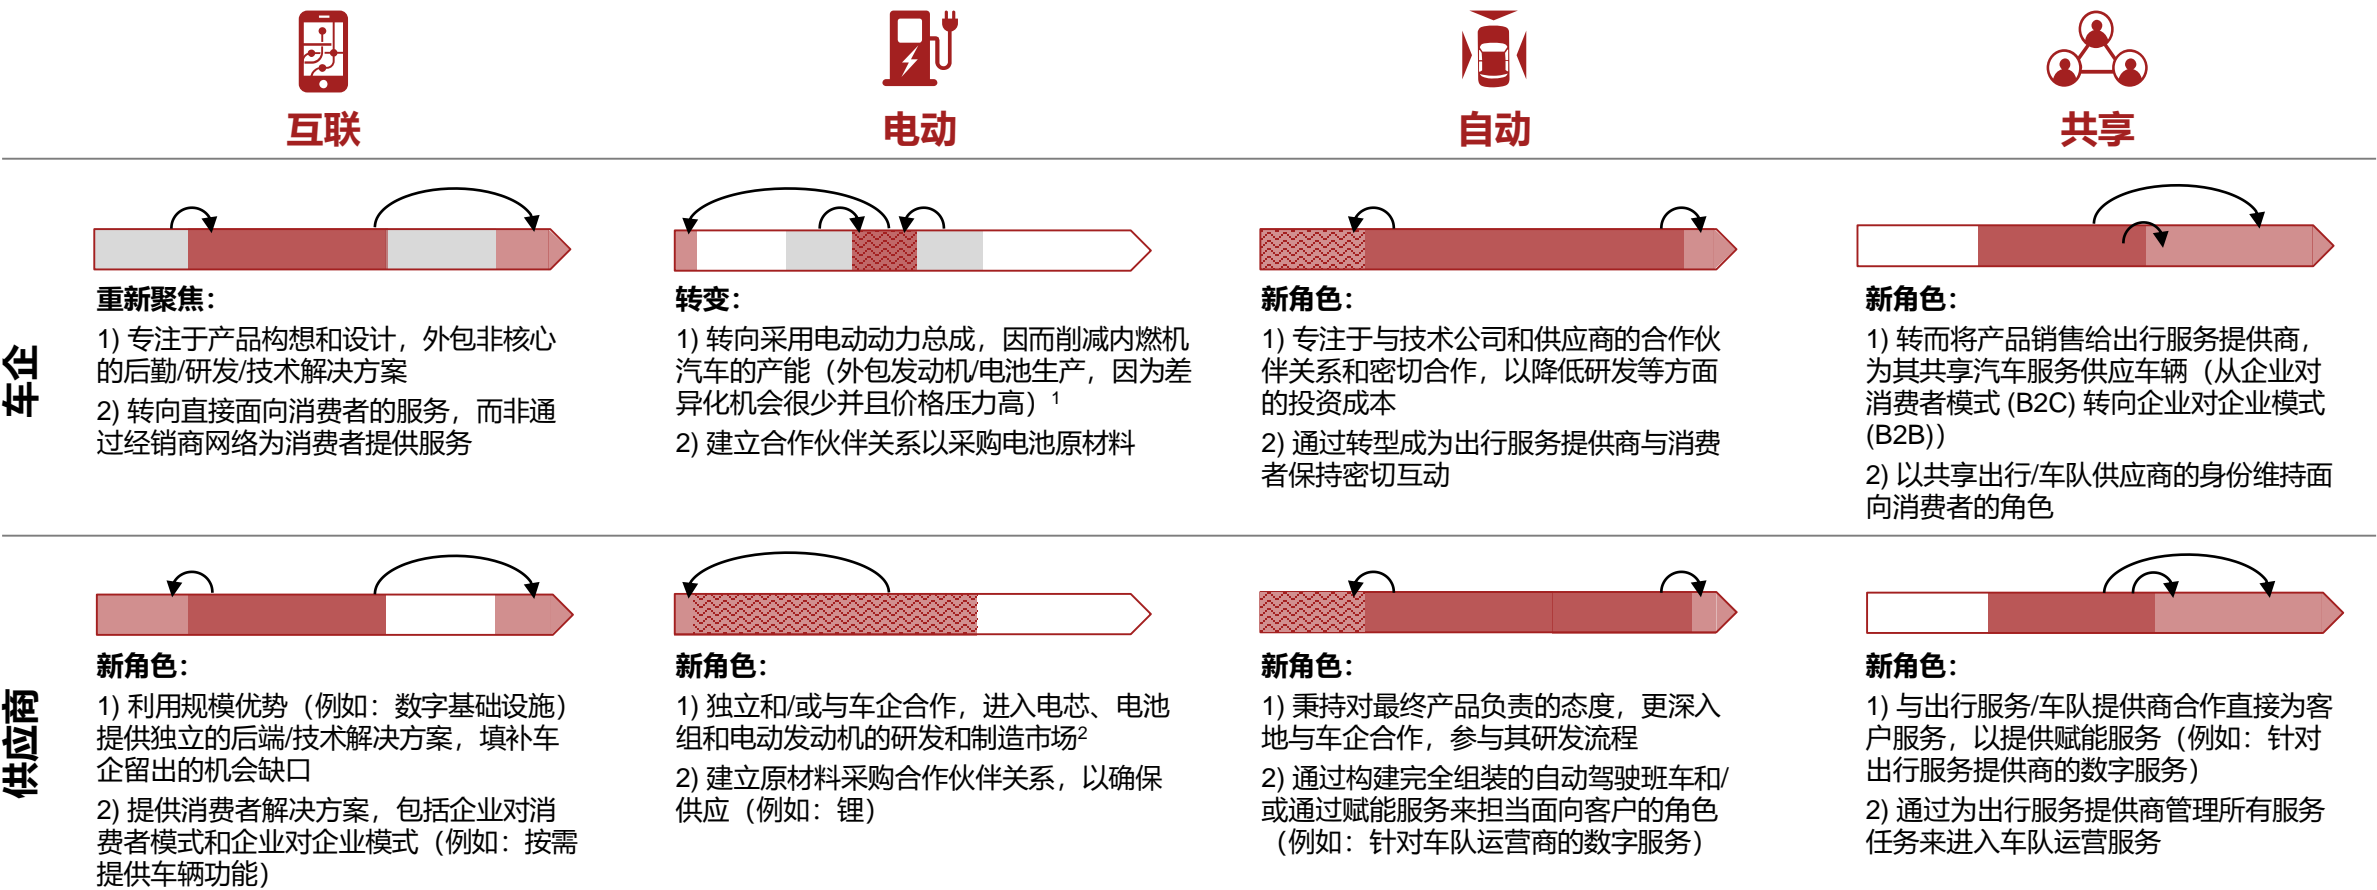 互联
电动
自动
共享
车企
重新聚焦：
1) 专注于产品构想和设计，外包非核心
的后勤/研发/技术解决方案
2) 转向直接面向消费者的服务，而非通
过经销商网络为消费者提供服务
转变：
1) 转向采用电动动力总成，因而削减内燃机
汽车的产能（外包发动机/电池生产，因为差
异化机会很少并且价格压力高）1
2) 建立合作伙伴关系以采购电池原材料
新角色：
1) 专注于与技术公司和供应商的合作伙
伴关系和密切合作，以降低研发等方面
的投资成本
2) 通过转型成为出行服务提供商与消费
者保持密切互动
新角色：
1) 转而将产品销售给出行服务提供商，
为其共享汽车服务供应车辆（从企业对
消费者模式 (B2C) 转向企业对企业模式
(B2B)）
2) 以共享出行/车队供应商的身份维持面
向消费者的角色
供应商
新角色：
1) 利用规模优势（例如：数字基础设施）
提供独立的后端/技术解决方案，填补车
企留出的机会缺口
2) 提供消费者解决方案，包括企业对消
费者模式和企业对企业模式（例如：按需
提供车辆功能）
新角色：
1) 独立和/或与车企合作，进入电芯、电池
组和电动发动机的研发和制造市场2
2) 建立原材料采购合作伙伴关系，以确保
供应（例如：锂）
新角色：
1) 秉持对最终产品负责的态度，更深入
地与车企合作，参与其研发流程
2) 通过构建完全组装的自动驾驶班车和/
或通过赋能服务来担当面向客户的角色
（例如：针对车队运营商的数字服务）
新角色：
1) 与出行服务/车队提供商合作直接为客
户服务，以提供赋能服务（例如：针对
出行服务提供商的数字服务）
2) 通过为出行服务提供商管理所有服务
任务来进入车队运营服务